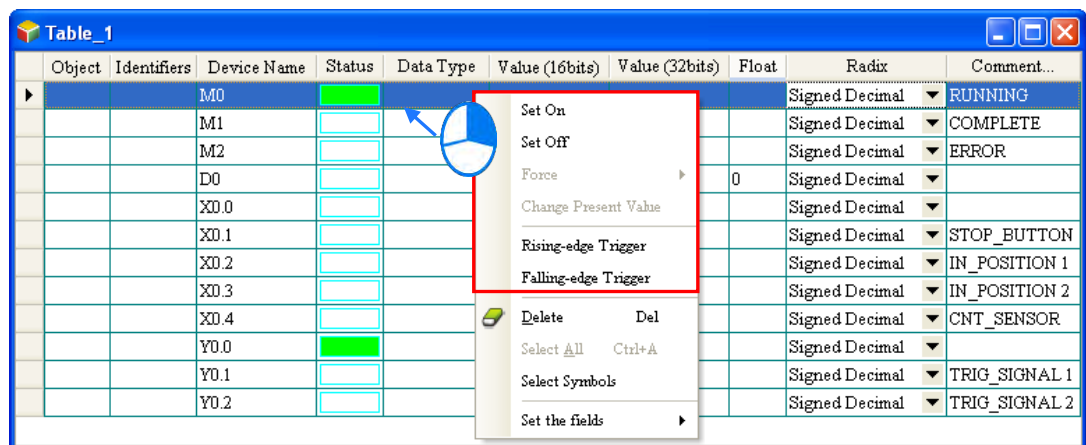 Table_1
Object Identifiers Device Name Status Data Type Value (16bits) Value (32bits) Float Radix Comment...
M0 Signed Decimal RUNNING
M1 Signed Decimal COMPLETE
M2 Signed Decimal ERROR
D0 0 Signed Decimal
X0.0 Signed Decimal
X0.1 Signed Decimal STOP_BUTTON
X0.2 Signed Decimal IN_POSITION 1
X0.3 Signed Decimal IN_POSITION 2
X0.4 Signed Decimal CNT_SENSOR
Y0.0 Signed Decimal
Y0.1 Signed Decimal TRIG_SIGNAL 1
Y0.2 Signed Decimal TRIG_SIGNAL 2
Set On
Set Off
Force
Change Present Value
Rising-edge Trigger
Falling-edge Trigger
Delete Del
Select All Ctrl+A
Select Symbols
Set the fields